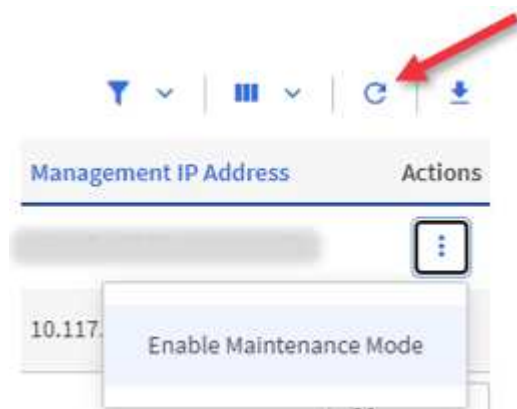 Management IP Address Actions
10.117.
Enable Maintenance Mode